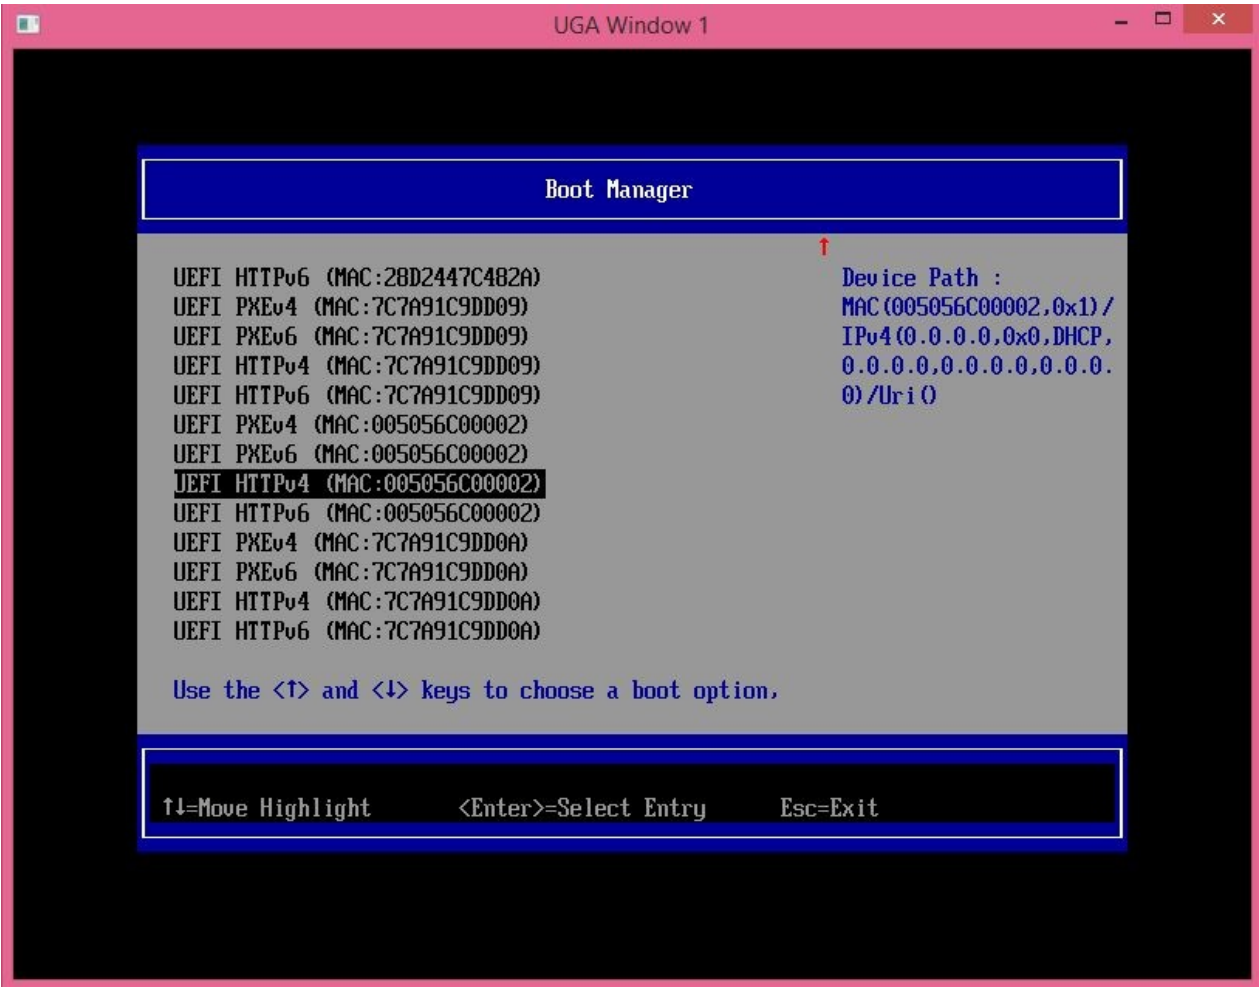 UGA Window 1
Boot Manager
UEFI HTTPv6 (MAC:28D2447C482A)
UEFI PXEv4 (MAC:7C7A91C9DD09)
UEFI PXEv6 (MAC:7C7A91C9DD09)
UEFI HTTPv4 (MAC:7C7A91C9DD09)
UEFI HTTPv6 (MAC:7C7A91C9DD09)
UEFI PXEv4 (MAC:005056C00002)
UEFI PXEv6 (MAC:005056C00002)
UEFI HTTPv4 (MAC:005056C00002)
UEFI HTTPv6 (MAC:005056C00002)
UEFI PXEv4 (MAC:7C7A91C9DD0A)
UEFI PXEv6 (MAC:7C7A91C9DD0A)
UEFI HTTPv4 (MAC:7C7A91C9DD0A)
UEFI HTTPv6 (MAC:7C7A91C9DD0A)
Use the <↑> and <↓> keys to choose a boot option,
↑
Device Path :
MAC(005056C00002,0x1)/
IPv4(0.0.0.0,0x0,DHCP,
0.0.0.0,0.0.0.0,0.0.0.
0)/Uri()
↑↓=Move Highlight <Enter>=Select Entry Esc=Exit